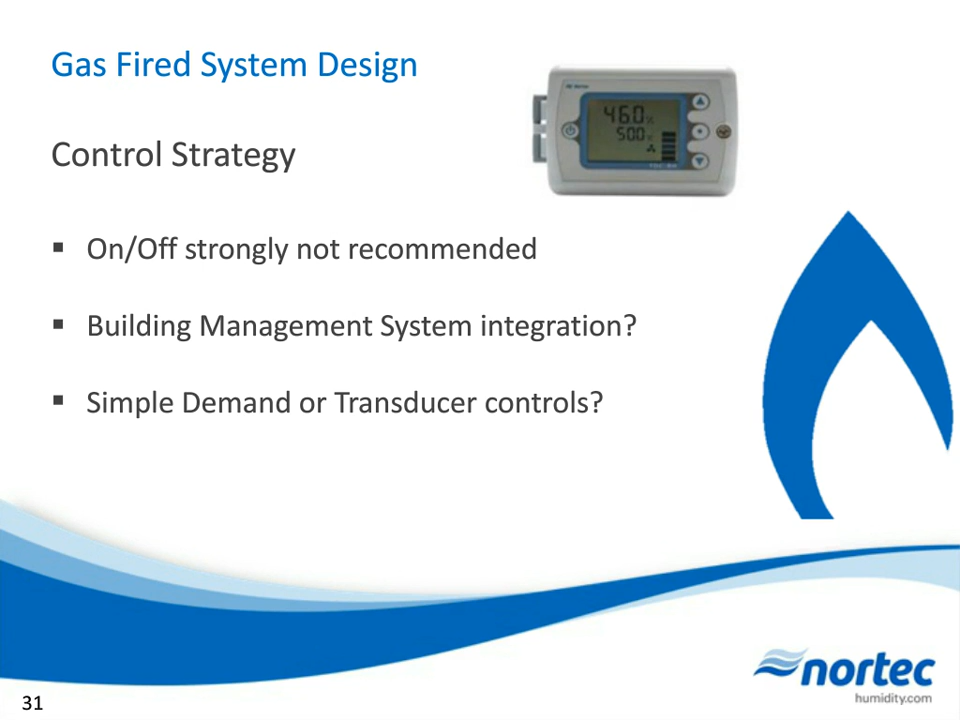 Gas Fired System Design
Control Strategy
46.0%
50.0%
▪ On/Off strongly not recommended
▪ Building Management System integration?
▪ Simple Demand or Transducer controls?
nortec
humidity.com
31